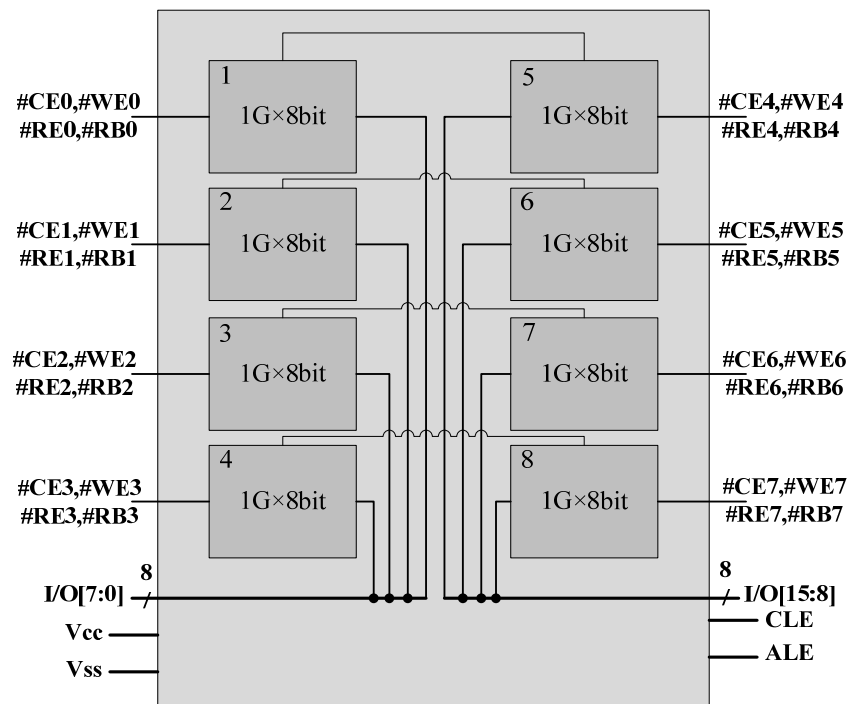 1
1G×8bit
#CE0,#WE0
#RE0,#RB0
5
1G×8bit
#CE4,#WE4
#RE4,#RB4
2
1G×8bit
#CE1,#WE1
#RE1,#RB1
6
1G×8bit
#CE5,#WE5
#RE5,#RB5
3
1G×8bit
#CE2,#WE2
#RE2,#RB2
7
1G×8bit
#CE6,#WE6
#RE6,#RB6
4
1G×8bit
#CE3,#WE3
#RE3,#RB3
8
1G×8bit
#CE7,#WE7
#RE7,#RB7
8
I/O[7:0]
8
I/O[15:8]
CLE
Vcc
ALE
Vss